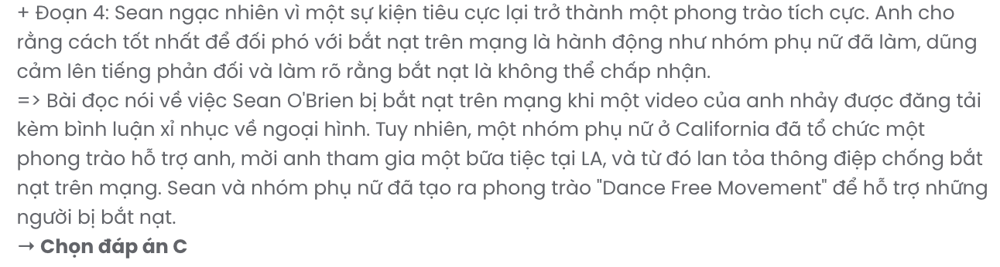 + Đoạn 4: Sean ngạc nhiên vì một sự kiện tiêu cực lại trở thành một phong trào tích cực. Anh cho
rằng cách tốt nhất để đối phó với bắt nạt trên mạng là hành động như nhóm phụ nữ đã làm, dũng
cảm lên tiếng phản đối và làm rõ rằng bắt nạt là không thể chấp nhận.
=> Bài đọc nói về việc Sean O'Brien bị bắt nạt trên mạng khi một video của anh nhảy được đăng tải
kèm bình luận xỉ nhục về ngoại hình. Tuy nhiên, một nhóm phụ nữ ở California đã tổ chức một
phong trào hỗ trợ anh, mời anh tham gia một bữa tiệc tại LA, và từ đó lan tỏa thông điệp chống bắt
nạt trên mạng. Sean và nhóm phụ nữ đã tạo ra phong trào "Dance Free Movement" để hỗ trợ những
người bị bắt nạt.
→ Chọn đáp án C